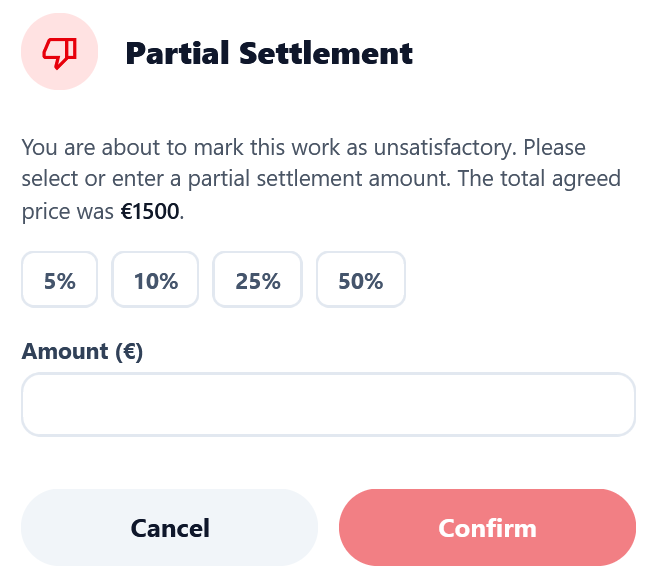 Partial Settlement
You are about to mark this work as unsatisfactory. Please
select or enter a partial settlement amount. The total agreed
price was €1500.
5% 10% 25% 50%
Amount (€)
Cancel Confirm